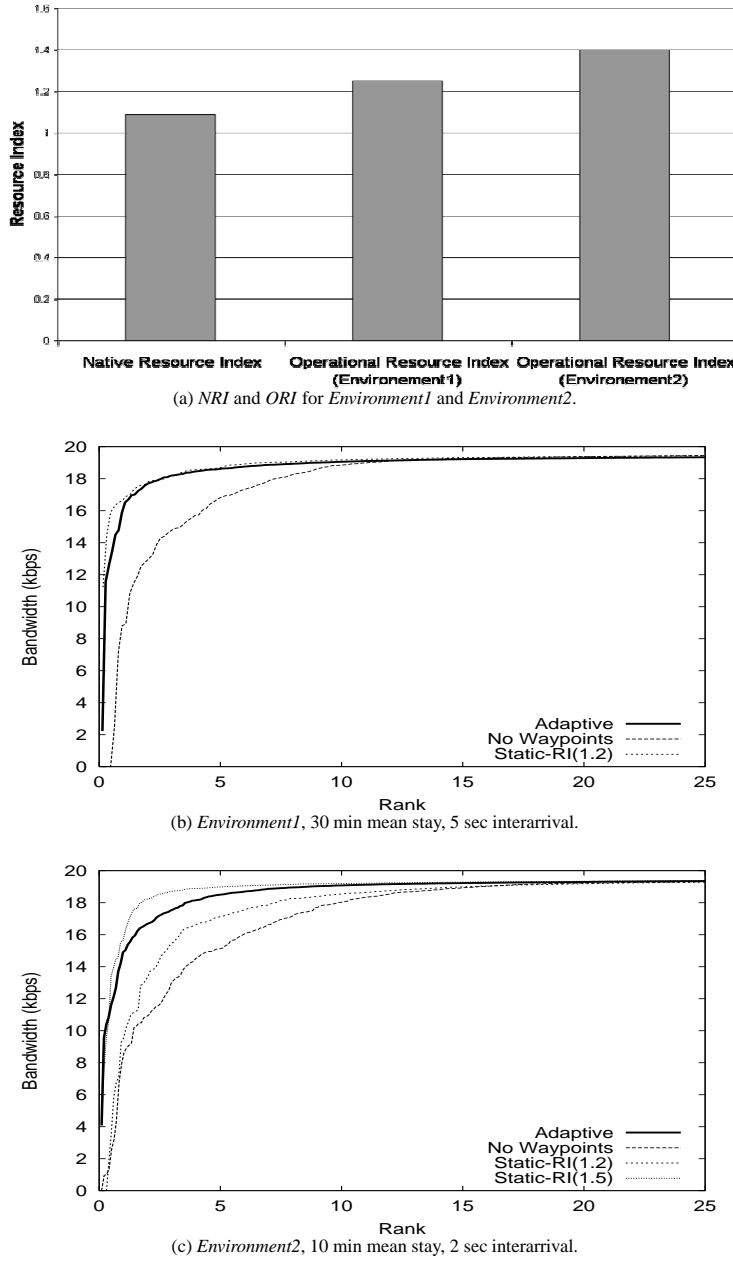 1.6
1.4
1.2
1
0.8
0.6
0.4
0.2
0
Resource Index
Native Resource Index
Operational Resource Index
(Environement1)
Operational Resource Index
(Environement2)
(a) NRI and ORI for Environment1 and Environment2.
20
18
16
14
12
10
8
6
4
2
0
Bandwidth (kbps)
Adaptive
No Waypoints
Static-RI(1.2)
0 5 10 15 20 25
Rank
(b) Environment1, 30 min mean stay, 5 sec interarrival.
20
18
16
14
12
10
8
6
4
2
0
Bandwidth (kbps)
Adaptive
No Waypoints
Static-RI(1.2)
Static-RI(1.5)
0 5 10 15 20 25
Rank
(c) Environment2, 10 min mean stay, 2 sec interarrival.